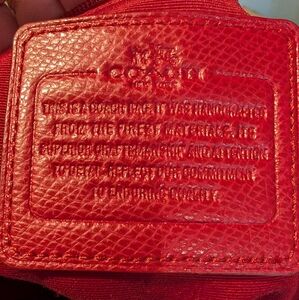 COACH
THIS IS A COACH BAG. IT WAS HANDCRAFTED
FROM THE FINEST MATERIALS. ITS
SUPERIOR CRAFTSMANSHIP AND ATTENTION
TO DETAIL REFLECT OUR COMMITMENT
TO ENDURING QUALITY.